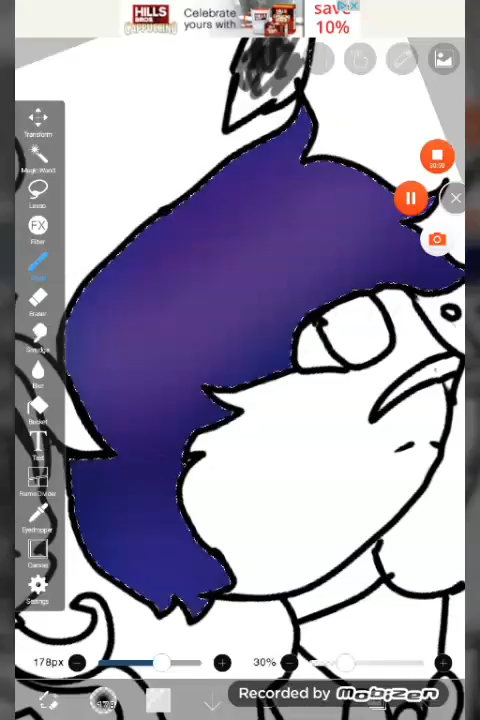 HILLS
BROS
CAPPUCCINO
Celebrate
yours with
save
10%
Transform
Magic Wand
Lasso
FX
Filter
Eraser
Smudge
Blur
Bucket
T
Text
Frame Divider
Eyedropper
Canvas
Settings
178px
30%
Recorded by mobizen